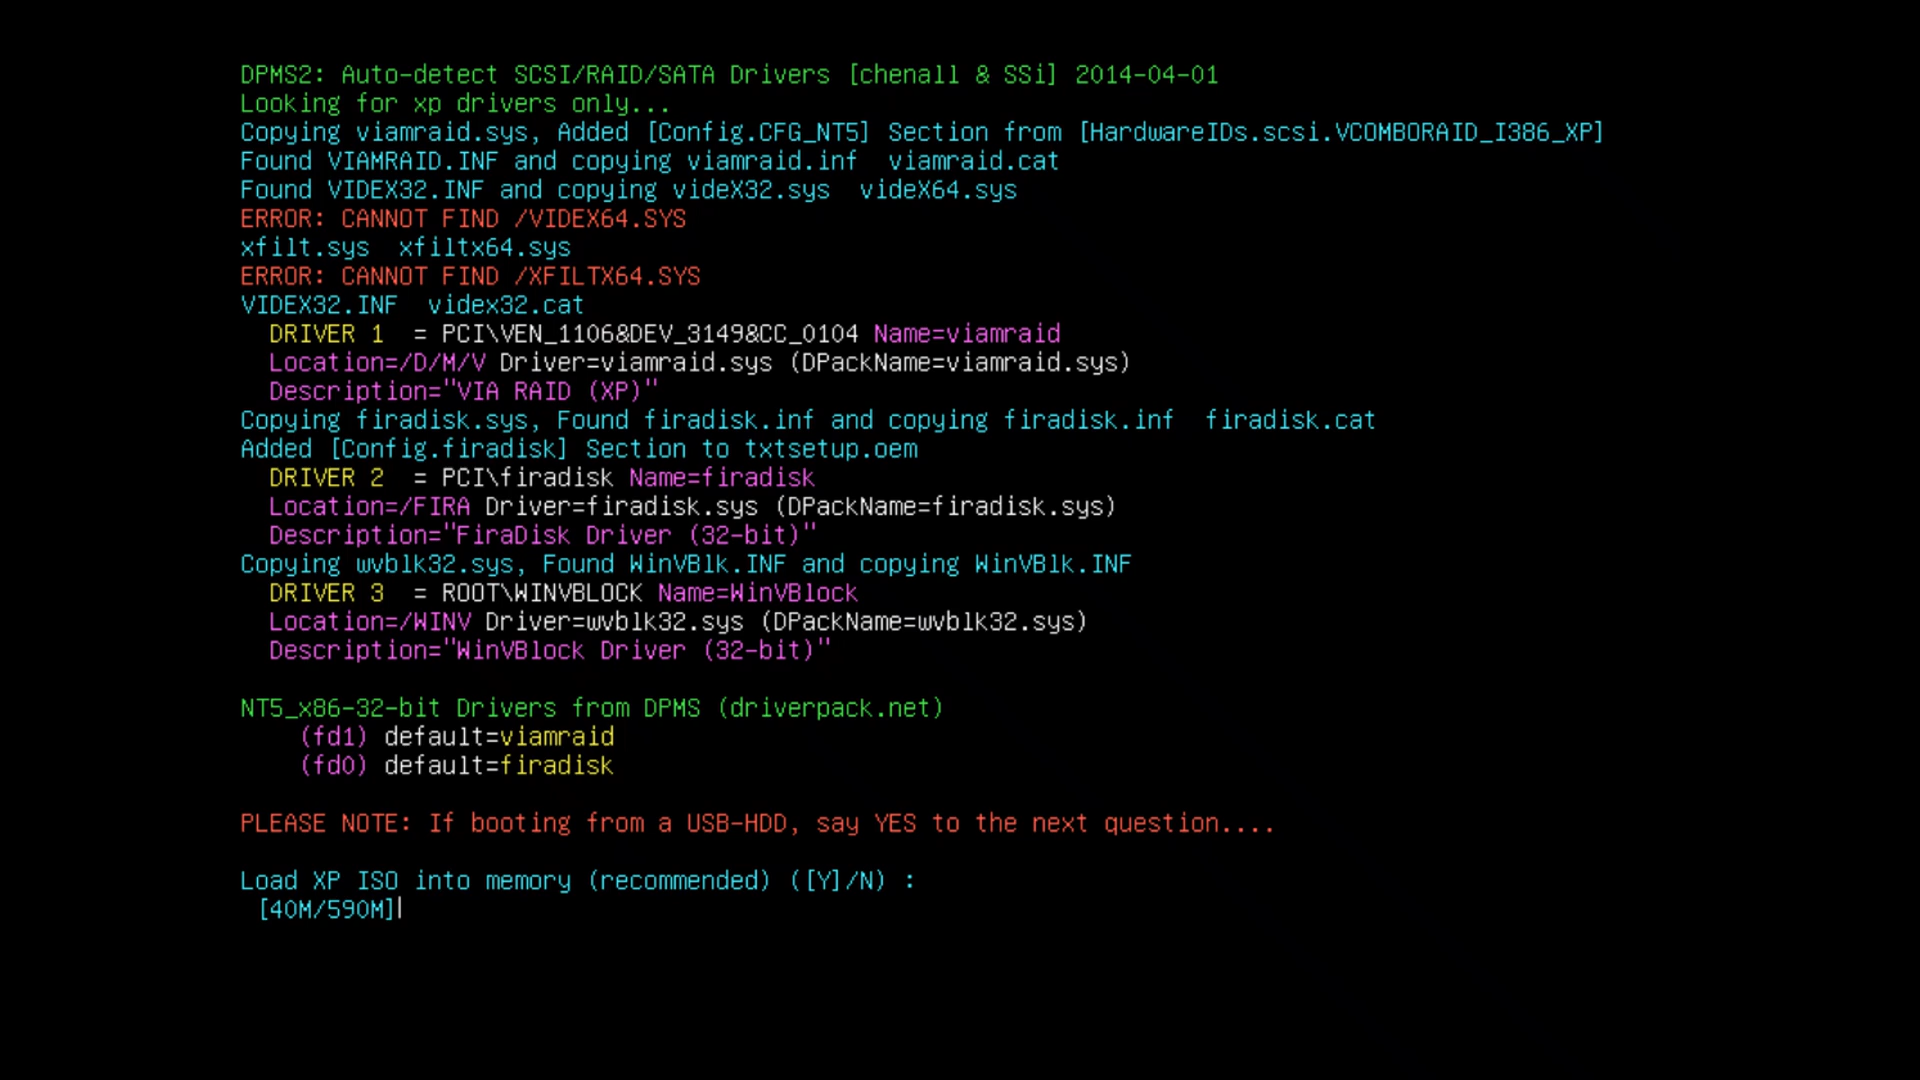 DPMS2: Auto-detect SCSI/RAID/SATA Drivers [chenall & SSi] 2014-04-01
Looking for xp drivers only...
Copying viamraid.sys, Added [Config.CFG_NT5] Section from [HardwareIDs.scsi.VCOMBORAID_I386_XP]
Found VIAMRAID.INF and copying viamraid.inf  viamraid.cat
Found VIDEX32.INF and copying videX32.sys  videX64.sys
ERROR: CANNOT FIND /VIDEX64.SYS
xfilt.sys  xfiltx64.sys
ERROR: CANNOT FIND /XFILTX64.SYS
VIDEX32.INF  videx32.cat
DRIVER 1  = PCI\VEN_1106&DEV_3149&CC_0104 Name=viamraid
Location=/D/M/V Driver=viamraid.sys (DPackName=viamraid.sys)
Description="VIA RAID (XP)"
Copying firadisk.sys, Found firadisk.inf and copying firadisk.inf  firadisk.cat
Added [Config.firadisk] Section to txtsetup.oem
DRIVER 2  = PCI\firadisk Name=firadisk
Location=/FIRA Driver=firadisk.sys (DPackName=firadisk.sys)
Description="FiraDisk Driver (32-bit)"
Copying wvblk32.sys, Found WinVBlk.INF and copying WinVBlk.INF
DRIVER 3  = ROOT\WINVBLOCK Name=WinVBlock
Location=/WINV Driver=wvblk32.sys (DPackName=wvblk32.sys)
Description="WinVBlock Driver (32-bit)"
NT5_x86-32-bit Drivers from DPMS (driverpack.net)
(fd1) default=viamraid
(fd0) default=firadisk
PLEASE NOTE: If booting from a USB-HDD, say YES to the next question....
Load XP ISO into memory (recommended) ([Y]/N) :
[40M/590M]